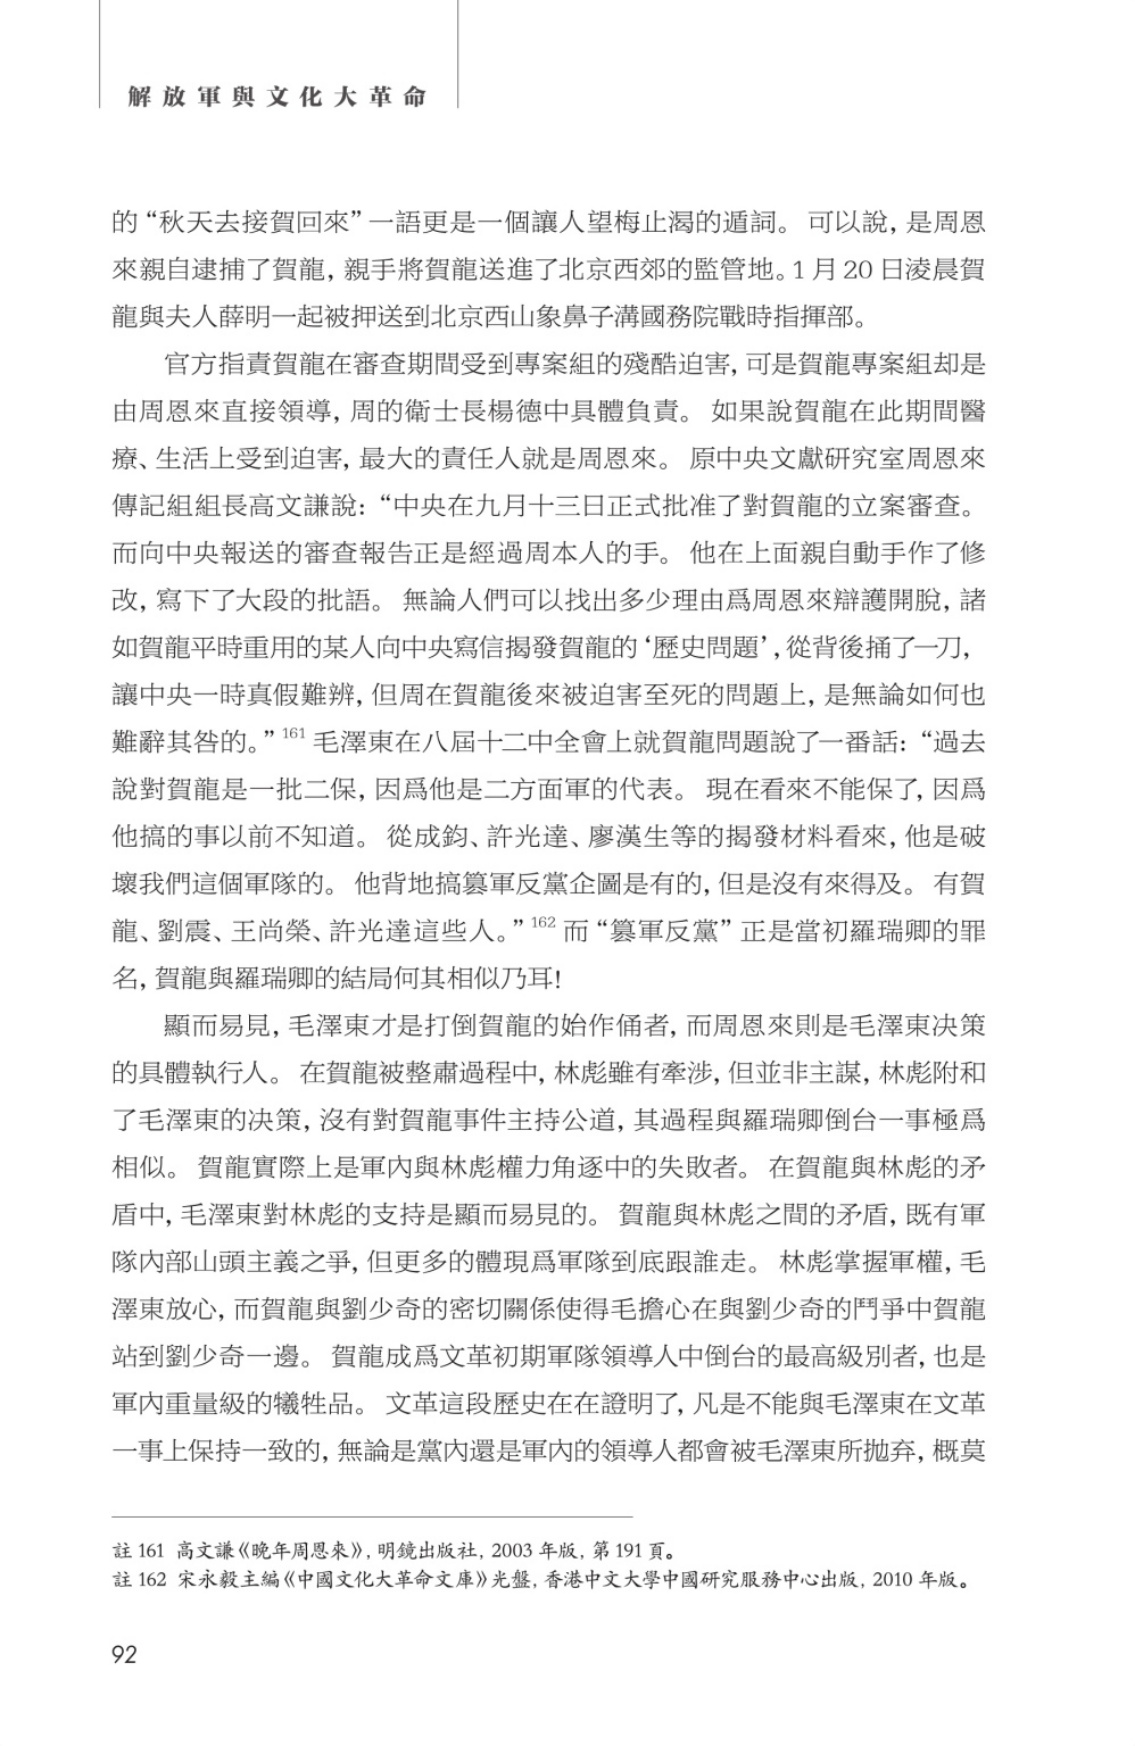 解放軍與文化大革命
的“秋天去接賀回來”一語更是一個讓人望梅止渴的遁詞。可以說,是周恩
來親自逮捕了賀龍,親手將賀龍送進了北京西郊的監管地。1月20日淩晨賀
龍與夫人薛明一起被押送到北京西山象鼻子溝國務院戰時指揮部。
官方指責賀龍在審查期間受到專案組的殘酷迫害,可是賀龍專案組却是
由周恩來直接領導,周的衛士長楊德中具體負責。如果說賀龍在此期間醫
療、生活上受到迫害,最大的責任人就是周恩來。原中央文獻研究室周恩來
傳記組組長高文謙說:“中央在九月十三日正式批准了對賀龍的立案審查。
而向中央報送的審查報告正是經過周本人的手。他在上面親自動手作了修
改,寫下了大段的批語。無論人們可以找出多少理由爲周恩來辯護開脫,諸
如賀龍平時重用的某人向中央寫信揭發賀龍的‘歷史問題’,從背後捅了一刀,
讓中央一時真假難辨,但周在賀龍後來被迫害至死的問題上,是無論如何也
難辭其咎的。”161 毛澤東在八屆十二中全會上就賀龍問題說了一番話:“過去
說對賀龍是一批二保,因爲他是二方面軍的代表。現在看來不能保了,因爲
他搞的事以前不知道。從成鈞、許光達、廖漢生等的揭發材料看來,他是破
壞我們這個軍隊的。他背地搞篡軍反黨企圖是有的,但是沒有來得及。有賀
龍、劉震、王尚榮、許光達這些人。”162 而“篡軍反黨”正是當初羅瑞卿的罪
名,賀龍與羅瑞卿的結局何其相似乃耳!
顯而易見,毛澤東才是打倒賀龍的始作俑者,而周恩來則是毛澤東決策
的具體執行人。在賀龍被整肅過程中,林彪雖有牽涉,但並非主謀,林彪附和
了毛澤東的決策,沒有對賀龍事件主持公道,其過程與羅瑞卿倒台一事極爲
相似。賀龍實際上是軍內與林彪權力角逐中的失敗者。在賀龍與林彪的矛
盾中,毛澤東對林彪的支持是顯而易見的。賀龍與林彪之間的矛盾,既有軍
隊內部山頭主義之爭,但更多的體現爲軍隊到底跟誰走。林彪掌握軍權,毛
澤東放心,而賀龍與劉少奇的密切關係使得毛擔心在與劉少奇的鬥爭中賀龍
站到劉少奇一邊。賀龍成爲文革初期軍隊領導人中倒台的最高級別者,也是
軍內重量級的犧牲品。文革這段歷史在在證明了,凡是不能與毛澤東在文革
一事上保持一致的,無論是黨內還是軍內的領導人都會被毛澤東所拋弃,概莫
註 161 高文謙《晚年周恩來》,明鏡出版社,2003 年版,第 191 頁。
註 162 宋永毅主編《中國文化大革命文庫》光盤,香港中文大學中國研究服務中心出版,2010 年版。
92